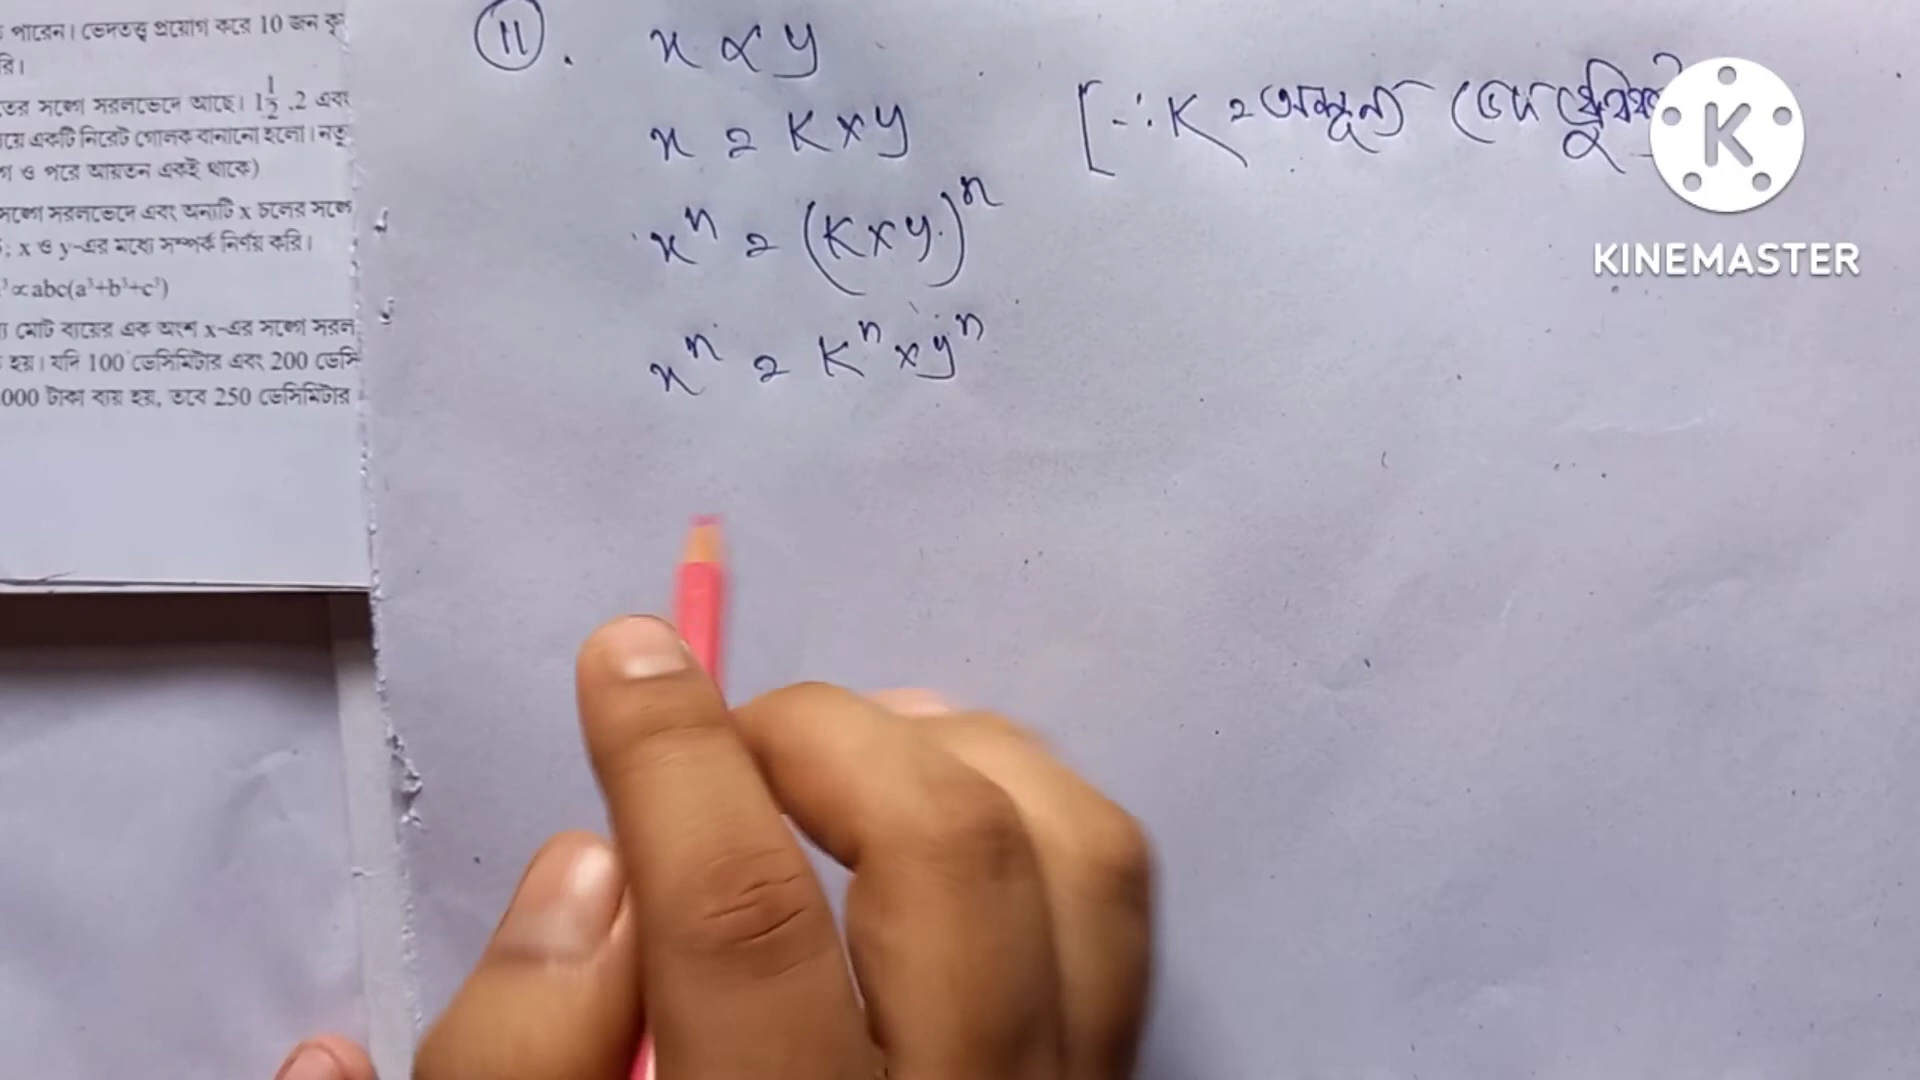 পারেন। ভেদতত্ত্ব প্রয়োগ করে 10 জন
রি।
তের সঙ্গে সরলভেদে আছে। 1 1/2 ,2 এবং
য়ে একটি নিরেট গোলক বানানো হলো। নতু
ও পরে আয়তন একই থাকে)
সঙ্গে সরলভেদে এবং অন্যটি x চলের সঙ্গে
; x ও y-এর মধ্যে সম্পর্ক নির্ণয় করি।
³∝abc(a³+b³+c³)
মোট ব্যয়ের এক অংশ x-এর সঙ্গে সরল
হয়। যদি 100 ডেসিমিটার এবং 200 ডেসি
000 টাকা ব্যয় হয়, তবে 250 ডেসিমিটার
11. x ∝ y
x = K×y [∵ K = অশূন্য ভেদ
xⁿ = (K×y)ⁿ
xⁿ = Kⁿ×yⁿ
K
KINEMASTER